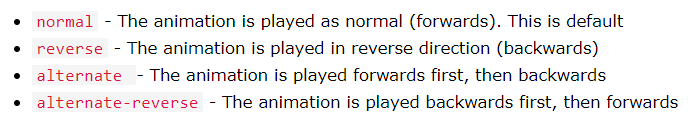 normal - The animation is played as normal (forwards). This is default
reverse - The animation is played in reverse direction (backwards)
alternate - The animation is played forwards first, then backwards
alternate-reverse - The animation is played backwards first, then forwards